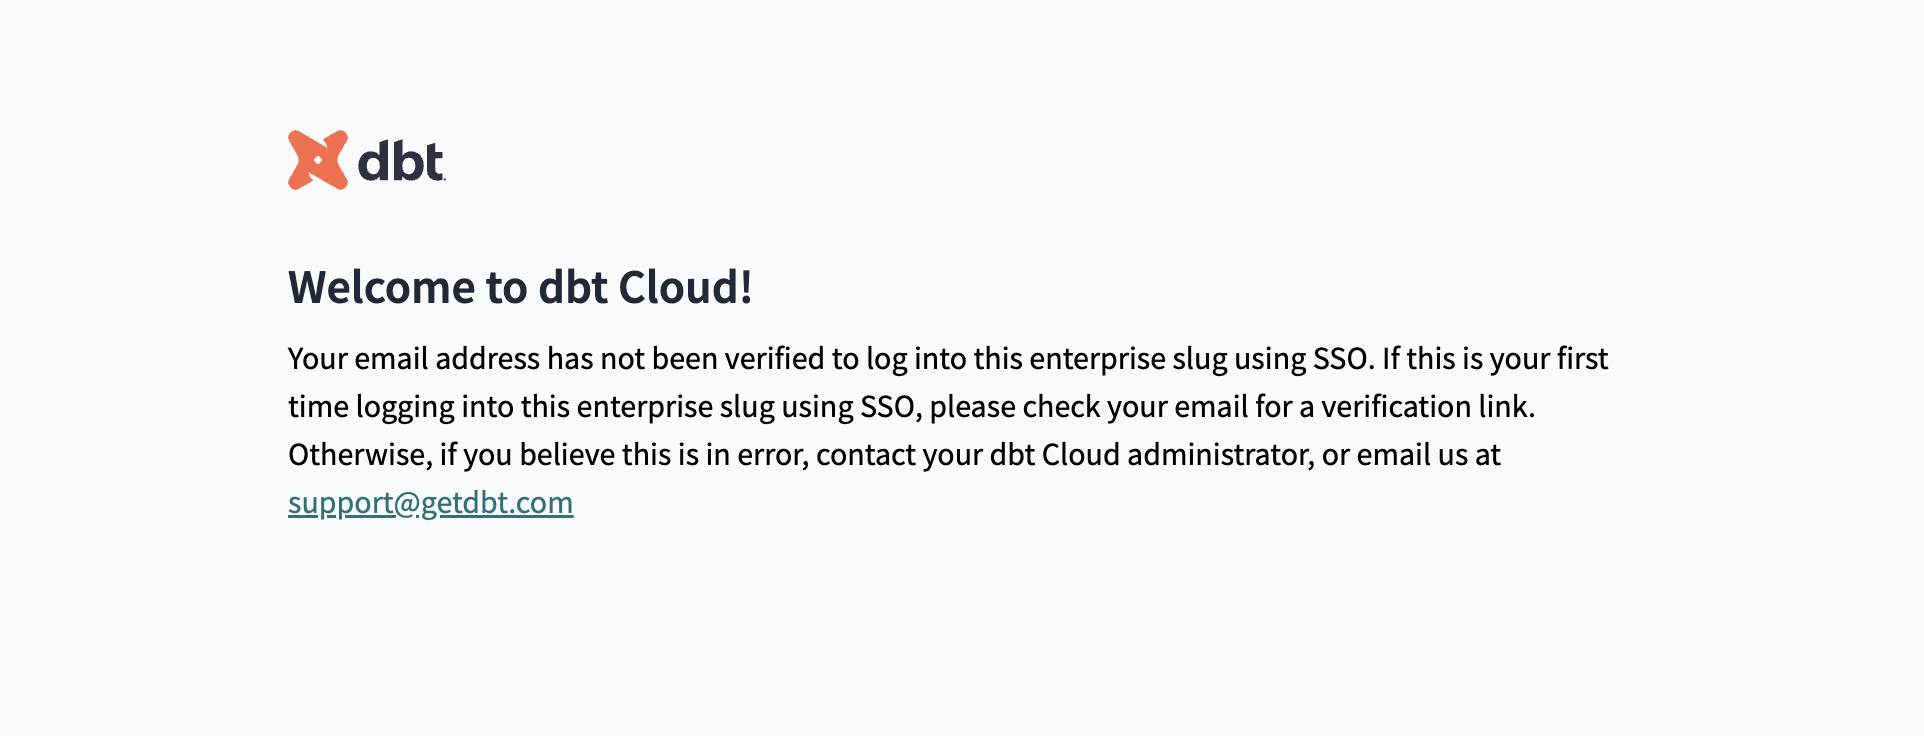 dbt
Welcome to dbt Cloud!
Your email address has not been verified to log into this enterprise slug using SSO. If this is your first
time logging into this enterprise slug using SSO, please check your email for a verification link.
Otherwise, if you believe this is in error, contact your dbt Cloud administrator, or email us at
support@getdbt.com